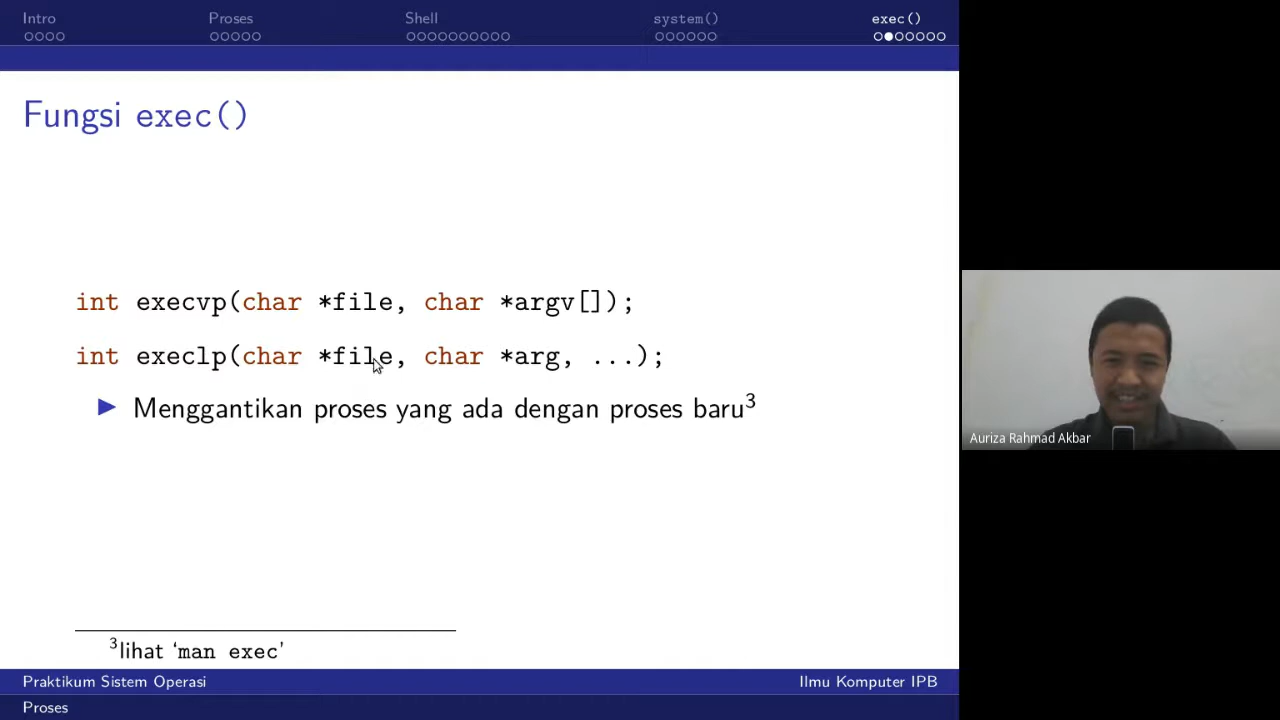 Intro Proses Shell system() exec()
Fungsi exec()
int execvp(char *file, char *argv[]);
int execlp(char *file, char *arg, ...);
Menggantikan proses yang ada dengan proses baru3
3lihat ‘man exec’
Praktikum Sistem Operasi Ilmu Komputer IPB
Proses
Auriza Rahmad Akbar